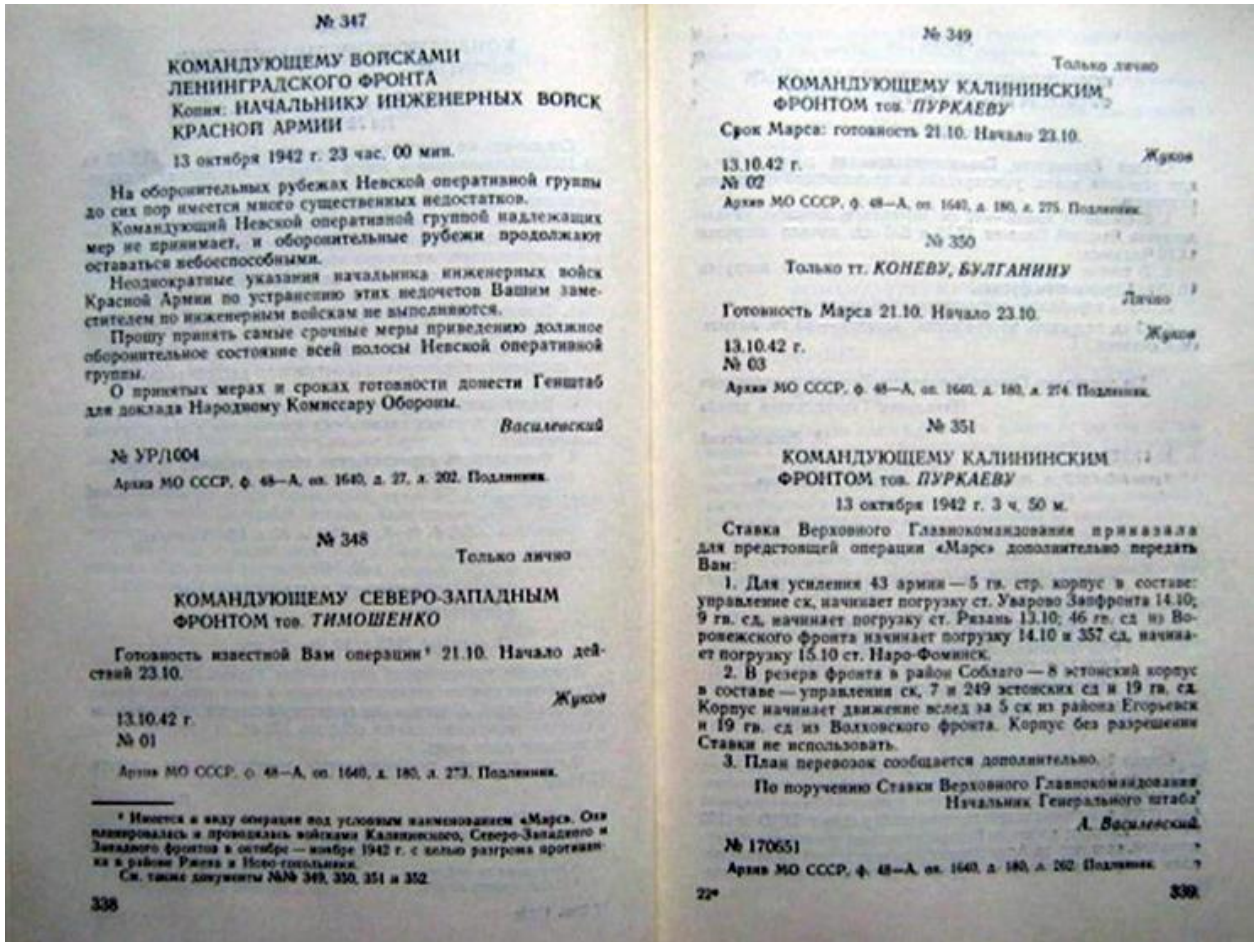 № 347
КОМАНДУЮЩЕМУ ВОЙСКАМИ
ЛЕНИНГРАДСКОГО ФРОНТА
Копия: НАЧАЛЬНИКУ ИНЖЕНЕРНЫХ ВОЙСК
КРАСНОЙ АРМИИ
13 октября 1942 г. 23 час. 00 мин.
На оборонительных рубежах Невской оперативной группы
до сих пор имеется много существенных недостатков.
Командующий Невской оперативной группой надлежащих
мер не принимает, и оборонительные рубежи продолжают
оставаться небоеспособными.
Неоднократные указания начальника инженерных войск
Красной Армии по устранению этих недочетов Вашим заме-
стителем по инженерным войскам не выполняются.
Прошу принять самые срочные меры приведению должное
оборонительное состояние всей полосы Невской оперативной
группы.
О принятых мерах и сроках готовности донести Генштаб
для доклада Народному Комиссару Обороны.
Василевский
№ УР/1004
Архив МО СССР, ф. 48—А, оп. 1640, д. 27, л. 202. Подлинник.
№ 348
Только лично
КОМАНДУЮЩЕМУ СЕВЕРО-ЗАПАДНЫМ
ФРОНТОМ тов. ТИМОШЕНКО
Готовность известной Вам операции* 21.10. Начало дей-
ствий 23.10.
Жуков
13.10.42 г.
№ 01
Архив МО СССР, ф. 48—А, оп. 1640, д. 180, л. 273. Подлинник.
* Имеется в виду операция под условным наименованием «Марс». Она
планировалась и проводилась войсками Калининского, Северо-Западного и
Западного фронтов в октябре — ноябре 1942 г. с целью разгрома противни-
ка в районе Ржева и Ново-Сокольники.
См. также документы №№ 349, 350, 351 и 352.
338
№ 349
Только лично
КОМАНДУЮЩЕМУ КАЛИНИНСКИМ
ФРОНТОМ тов. ПУРКАЕВУ
Срок Марса: готовность 21.10. Начало 23.10.
Жуков
13.10.42 г.
№ 02
Архив МО СССР, ф. 48—А, оп. 1640, д. 180, л. 275. Подлинник.
№ 350
Только тт. КОНЕВУ, БУЛГАНИНУ
Лично
Готовность Марса 21.10. Начало 23.10.
Жуков
13.10.42 г.
№ 03
Архив МО СССР, ф. 48—А, оп. 1640, д. 180, л. 274. Подлинник.
№ 351
КОМАНДУЮЩЕМУ КАЛИНИНСКИМ
ФРОНТОМ тов. ПУРКАЕВУ
13 октября 1942 г. 3 ч. 50 м.
Ставка Верховного Главнокомандование приказала
для предстоящей операции «Марс» дополнительно передать
Вам:
1. Для усиления 43 армии — 5 гв. стр. корпус в составе:
управление ск, начинает погрузку ст. Уварово Запфронта 14.10;
9 гв. сд, начинает погрузку ст. Рязань 13.10; 46 гв. сд из Во-
ронежского фронта начинает погрузку 14.10 и 357 сд, начина-
ет погрузку 15.10 ст. Наро-Фоминск.
2. В резерв фронта в район Соблаго — 8 эстонский корпус
в составе — управления ск, 7 и 249 эстонских сд и 19 гв. сд.
Корпус начинает движение вслед за 5 ск из района Егорьевск
и 19 гв. сд из Волховского фронта. Корпус без разрешения
Ставки не использовать.
3. План перевозок сообщается дополнительно.
По поручению Ставки Верховного Главнокомандования
Начальник Генерального штаба
А. Василевский.
№ 170651
Архив МО СССР, ф. 48—А, оп. 1640, д. 180, л. 262. Подлинник.
22*
339